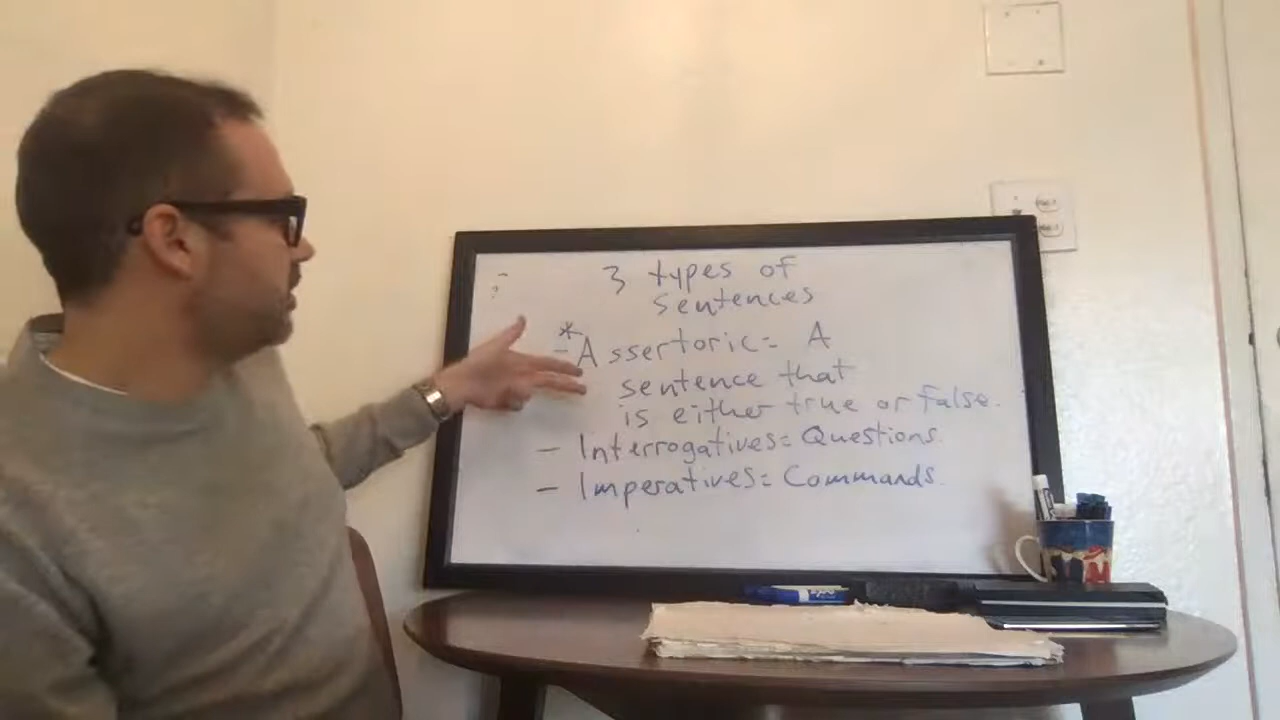 3 types of
sentences
* - Assertoric = A
sentence that
is either true or false.
- Interrogatives = Questions.
- Imperatives = Commands.